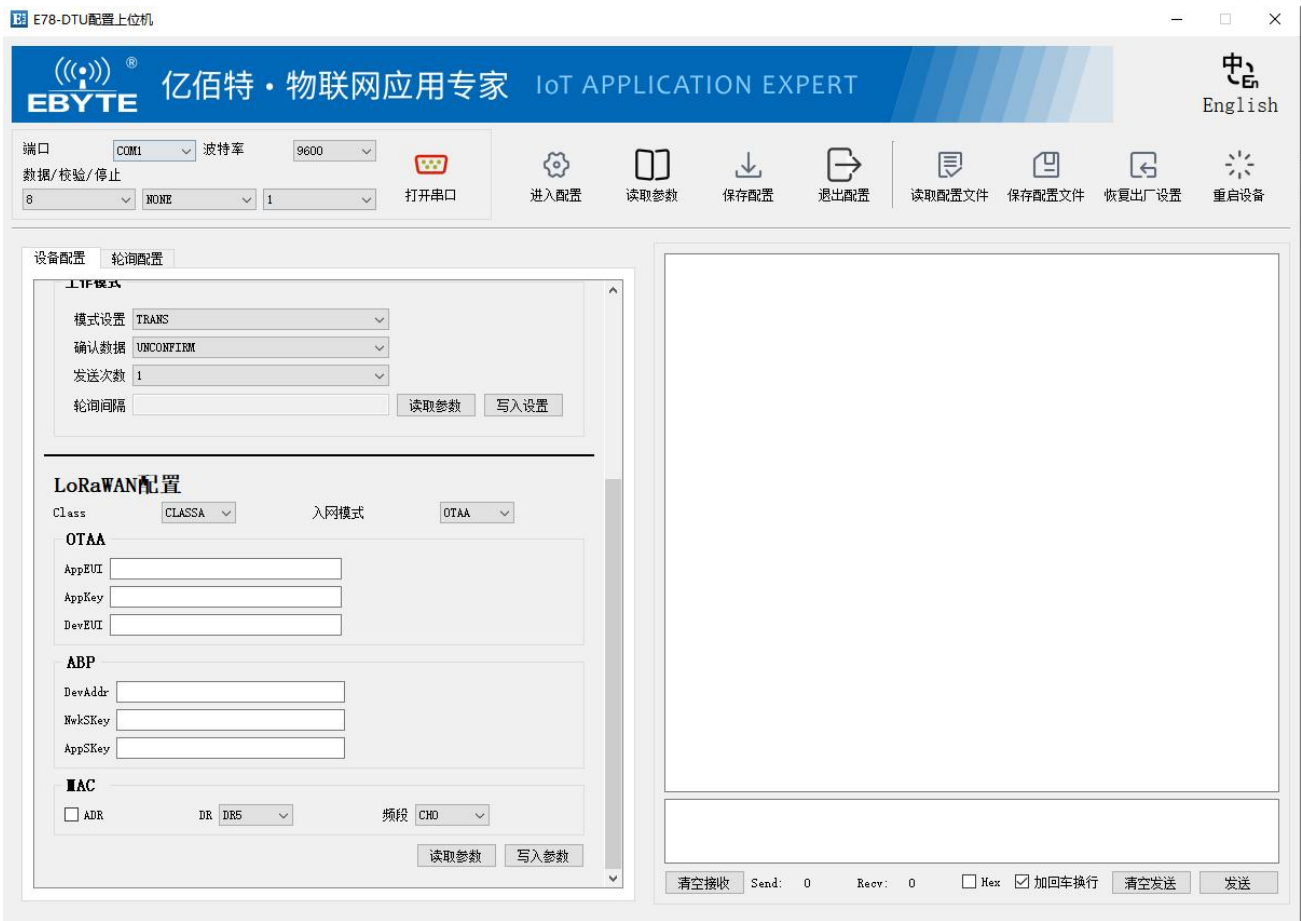 E78-DTU配置上位机
EBYTE ® 亿佰特・物联网应用专家 IoT APPLICATION EXPERT
中 En
English
端口 COM1 波特率 9600
数据/校验/停止
8 NONE 1
打开串口 进入配置 读取参数 保存配置 退出配置 读取配置文件 保存配置文件 恢复出厂设置 重启设备
设备配置 轮询配置
工作模式
模式设置 TRANS
确认数据 UNCONFIRM
发送次数 1
轮询间隔 读取参数 写入设置
LoRaWAN配置
Class CLASSA 入网模式 OTAA
OTAA
AppEUI
AppKey
DevEUI
ABP
DevAddr
NwkSKey
AppSKey
MAC
ADR DR DR5 频段 CH0
读取参数 写入参数
清空接收 Send: 0 Recv: 0 Hex 加回车换行 清空发送 发送